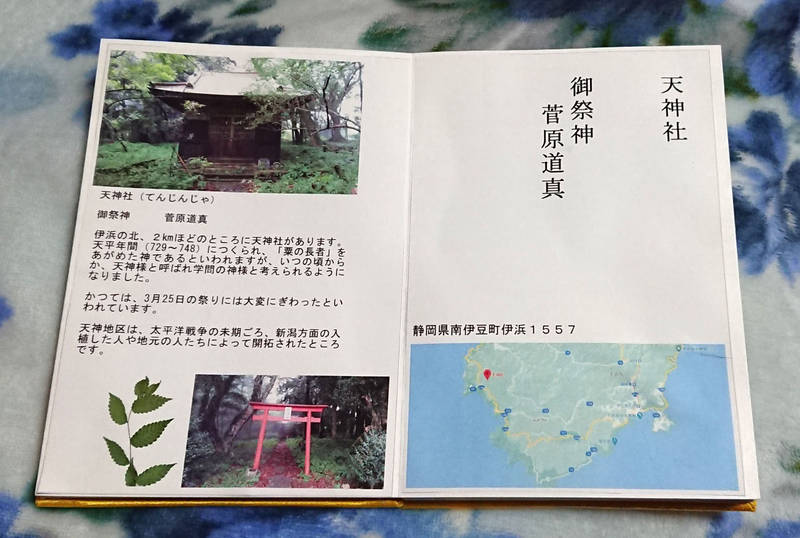 天神社（てんじんじゃ）
御祭神　　菅原道真
伊浜の北、２kmほどのところに天神社があります。
天平年間（729～748）につくられ、「粟の長者」を
あがめた神であるといわれますが、いつの頃から
か、天神様と呼ばれ学問の神様と考えられるように
なりました。
かつては、3月25日の祭りには大変にぎわったとい
われています。
天神地区は、太平洋戦争の末期ごろ、新潟方面の入
植した人や地元の人たちによって開拓されたところ
です。
天神社
御祭神
菅原道真
静岡県南伊豆町伊浜１５５７